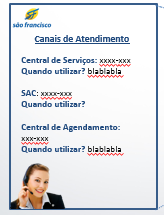 são francisco
Canais de Atendimento
Central de Serviços: xxxx-xxx
Quando utilizar? blablabla
SAC: xxxx-xxx
Quando utilizar?
Central de Agendamento:
xxx-xxx
Quando utilizar? blablabla